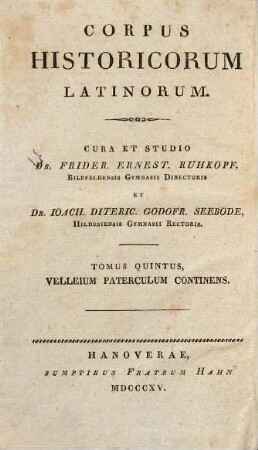 CORPUS
HISTORICORUM
LATINORUM.
CURA ET STUDIO
DR. FRIDER. ERNEST. RUHKOPF,
BILEFELDENSIS GYMNASII DIRECTORIS
ET
DR. IOACH. DITERIC. GODOFR. SEEBODE,
HILDESIENSIS GYMNASII RECTORIS.
TOMUS QUINTUS,
VELLEIUM PATERCULUM CONTINENS.
HANOVERAE,
SUMPTIBUS FRATRUM HAHN
MDCCCXV.